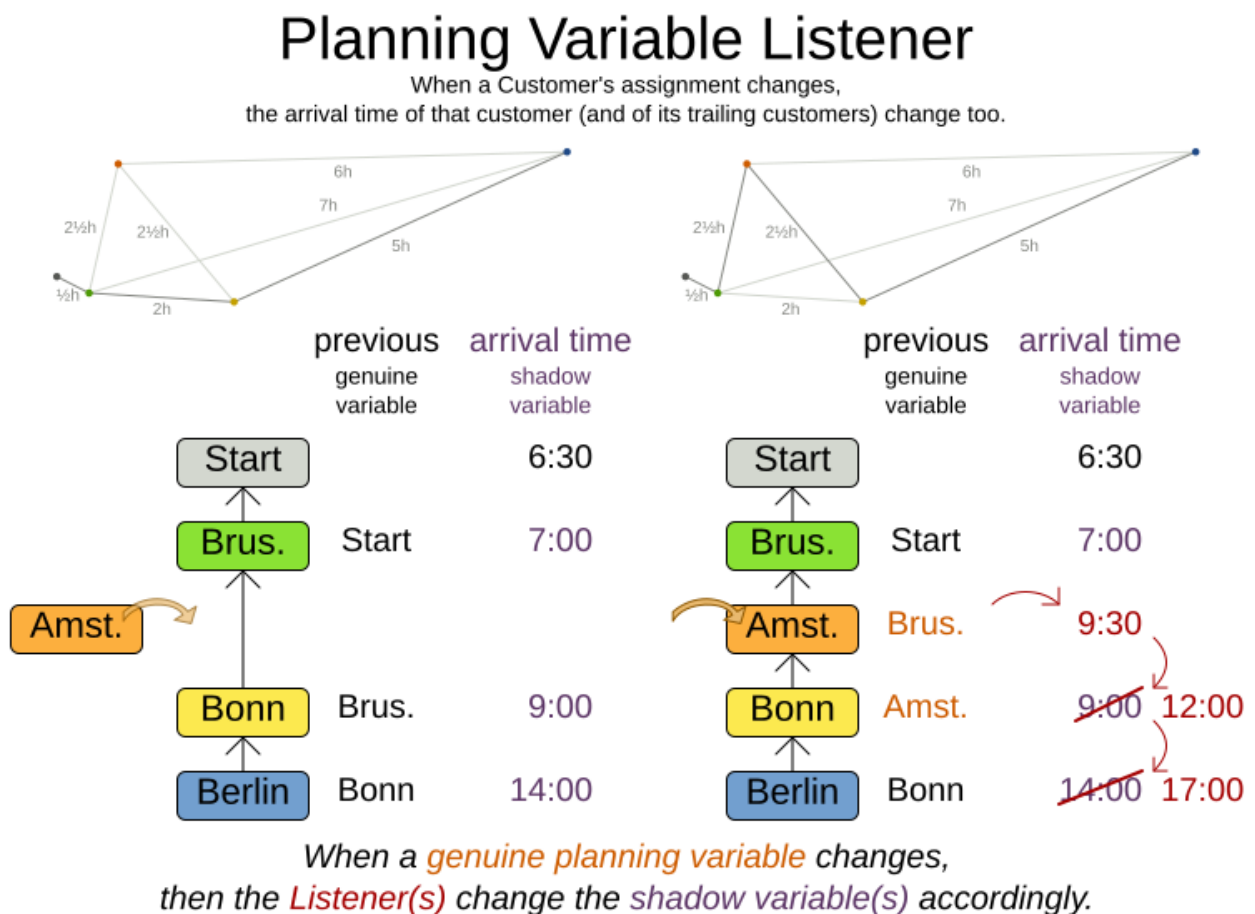 Planning Variable Listener
When a Customer's assignment changes,
the arrival time of that customer (and of its trailing customers) change too.
6h
7h
2½h
2½h
5h
½h
2h
6h
7h
2½h
2½h
5h
½h
2h
previous arrival time
genuine shadow
variable variable
previous arrival time
genuine shadow
variable variable
Start 6:30
Brus. Start 7:00
Amst.
Bonn Brus. 9:00
Berlin Bonn 14:00
Start 6:30
Brus. Start 7:00
Amst. Brus. 9:30
Bonn Amst. 9:00 12:00
Berlin Bonn 14:00 17:00
When a genuine planning variable changes,
then the Listener(s) change the shadow variable(s) accordingly.